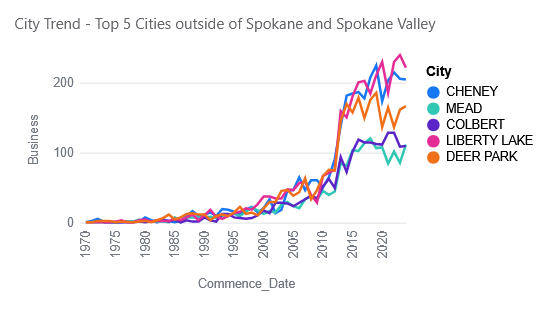 City Trend - Top 5 Cities outside of Spokane and Spokane Valley
City
CHENEY
MEAD
COLBERT
LIBERTY LAKE
DEER PARK
Business
200
100
0
1970
1975
1980
1985
1990
1995
2000
2005
2010
2015
2020
Commence_Date